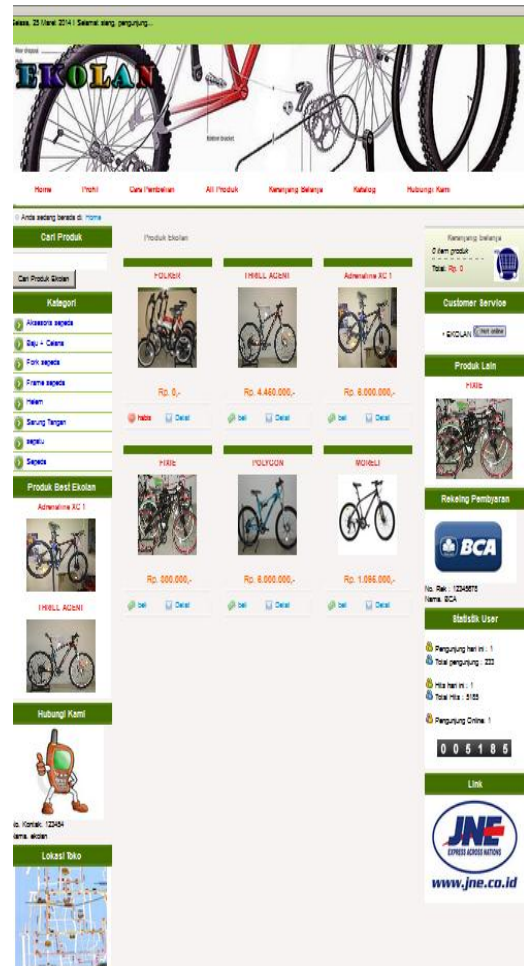 Selasa, 25 Maret 2014 | Selamat siang, pengunjung...
EKOLAN
Home Profil Cara Pembelian All Produk Keranjang Belanja Katalog Hubungi Kami
Anda sedang berada di: Home
Cari Produk
Cari Produk Ekolan
Kategori
Aksesoris sepeda
Baju + Celana
Fork sepeda
Frame sepeda
Helem
Sarung Tangan
sepatu
Sepeda
Produk Best Ekolan
Adrenaline XC 1
THRILL AGENT
Hubungi Kami
No. Kontak: 123454
Nama. ekolan
Lokasi Toko
Produk Ekolan
FOLKER THRILL AGENT Adrenaline XC 1
Rp. 0,- Rp. 4.450.000,- Rp. 6.000.000,-
habis Detail beli Detail beli Detail
FIXIE POLYGON MORELI
Rp. 800.000,- Rp. 6.000.000,- Rp. 1.095.000,-
beli Detail beli Detail beli Detail
Keranjang belanja
0 item produk
Total: Rp. 0
Customer Service
EKOLAN
Produk Lain
FIXIE
Rekeing Pembyaran
BCA
No. Rek : 12345678
Nama. BCA
Statistik User
Pengunjung hari ini : 1
Total pengunjung : 223
Hits hari ini : 1
Total Hits : 5185
Pengunjung Online: 1
005185
Link
JNE
EXPRESS ACROSS NATIONS
www.jne.co.id